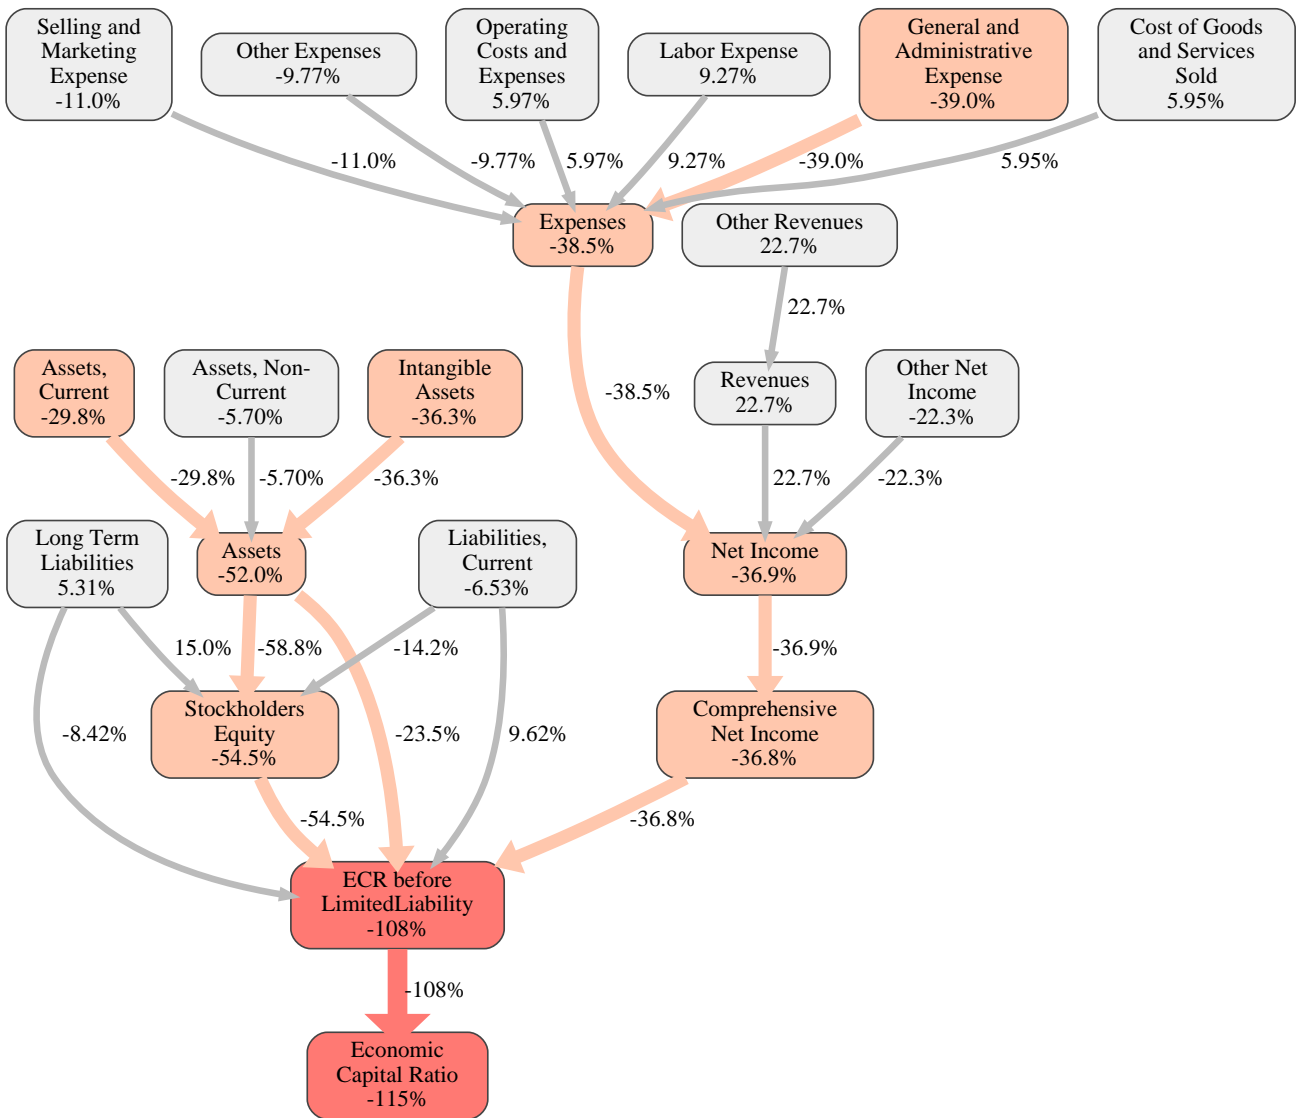 Selling and
Marketing
Expense
-11.0%
Other Expenses
-9.77%
Operating
Costs and
Expenses
5.97%
Labor Expense
9.27%
General and
Administrative
Expense
-39.0%
Cost of Goods
and Services
Sold
5.95%
-11.0%
-9.77%
5.97%
9.27%
-39.0%
5.95%
Expenses
-38.5%
Other Revenues
22.7%
22.7%
Assets,
Current
-29.8%
Assets, Non-
Current
-5.70%
Intangible
Assets
-36.3%
-38.5%
Revenues
22.7%
Other Net
Income
-22.3%
-29.8%
-5.70%
-36.3%
22.7%
-22.3%
Long Term
Liabilities
5.31%
Assets
-52.0%
Liabilities,
Current
-6.53%
Net Income
-36.9%
15.0%
-58.8%
-14.2%
-36.9%
-8.42%
Stockholders
Equity
-54.5%
-23.5%
9.62%
Comprehensive
Net Income
-36.8%
-54.5%
-36.8%
ECR before
LimitedLiability
-108%
-108%
Economic
Capital Ratio
-115%